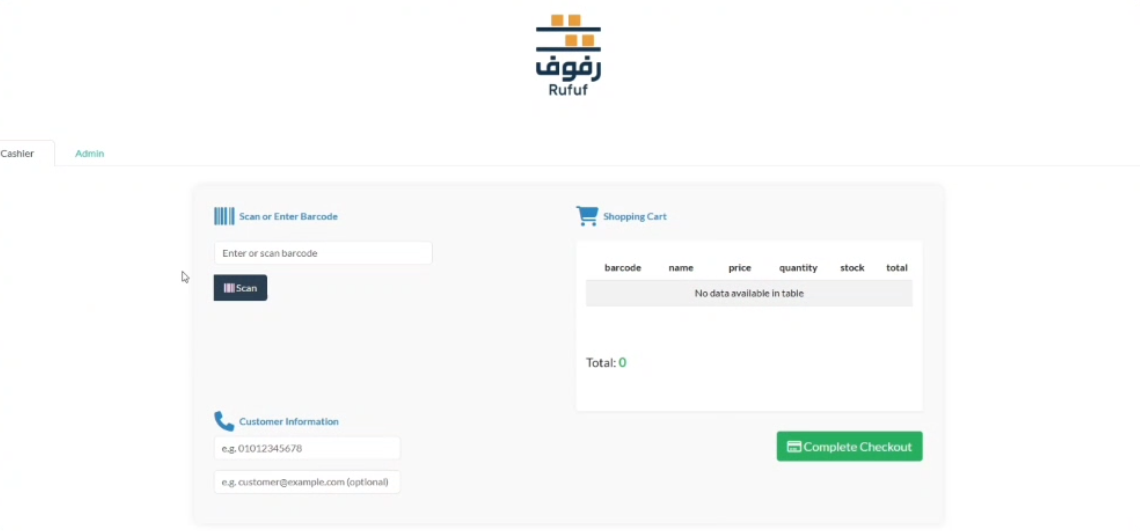 رفوف
Rufuf
Cashier
Admin
Scan or Enter Barcode
Enter or scan barcode
Scan
Customer Information
e.g. 01012345678
e.g. customer@example.com (optional)
Shopping Cart
barcode name price quantity stock total
No data available in table
Total: 0
Complete Checkout